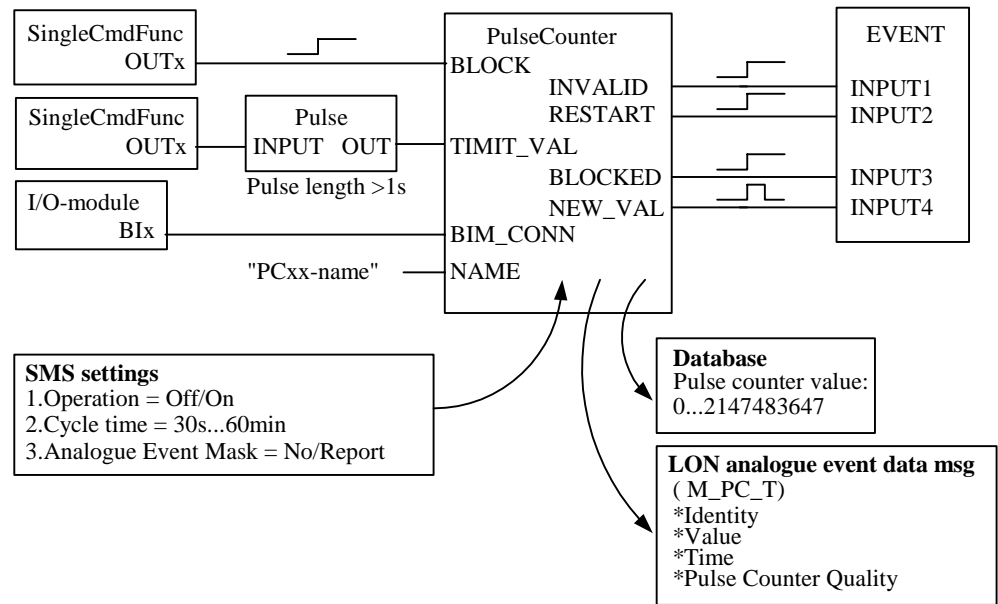 SingleCmdFunc
OUTx
SingleCmdFunc
OUTx
Pulse
INPUT OUT
Pulse length >1s
I/O-module
BIx
"PCxx-name"
PulseCounter
BLOCK
INVALID
RESTART
TIMIT_VAL
BLOCKED
NEW_VAL
BIM_CONN
NAME
EVENT
INPUT1
INPUT2
INPUT3
INPUT4
SMS settings
1.Operation = Off/On
2.Cycle time = 30s...60min
3.Analogue Event Mask = No/Report
Database
Pulse counter value:
0...2147483647
LON analogue event data msg
( M_PC_T)
*Identity
*Value
*Time
*Pulse Counter Quality